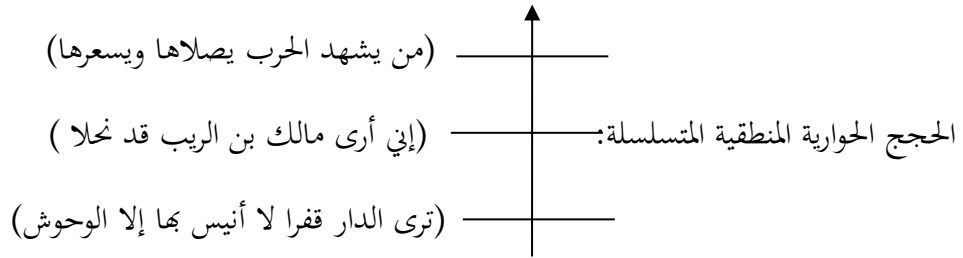 (من يشهد الحرب يصلاها ويسعرها)
الحجج الحوارية المنطقية المتسلسلة: (إني أرى مالك بن الريب قد نحلا )
(ترى الدار قفرا لا أنيس بها إلا الوحوش)